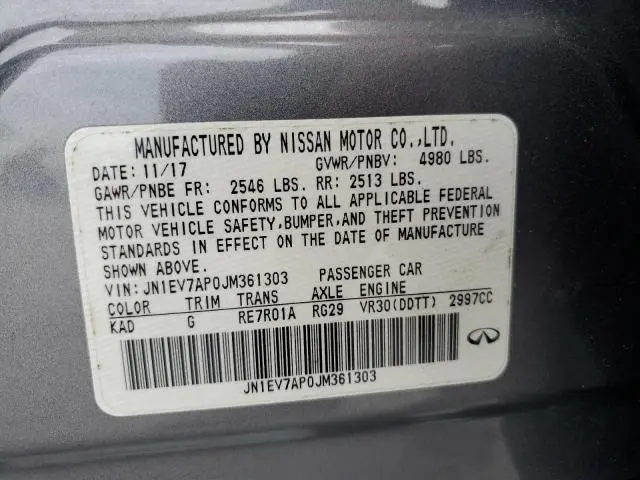 MANUFACTURED BY NISSAN MOTOR CO.,LTD.
DATE: 11/17 GVWR/PNBV: 4980 LBS.
GAWR/PNBE FR: 2546 LBS. RR: 2513 LBS.
THIS VEHICLE CONFORMS TO ALL APPLICABLE FEDERAL
MOTOR VEHICLE SAFETY,BUMPER,AND THEFT PREVENTION
STANDARDS IN EFFECT ON THE DATE OF MANUFACTURE
SHOWN ABOVE.
VIN: JN1EV7AP0JM361303 PASSENGER CAR
COLOR TRIM TRANS AXLE ENGINE
KAD G RE7R01A RG29 VR30(DDTT) 2997CC
JN1EV7AP0JM361303